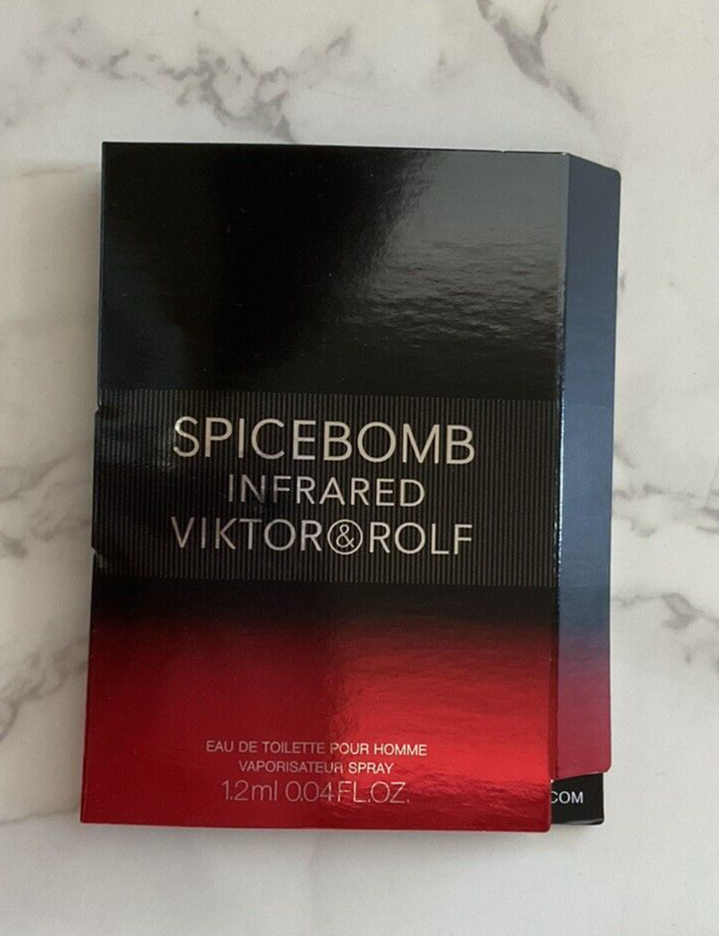 SPICEBOMB
INFRARED
VIKTOR&ROLF
EAU DE TOILETTE POUR HOMME
VAPORISATEUR SPRAY
1.2ml 0.04FL.OZ.
COM